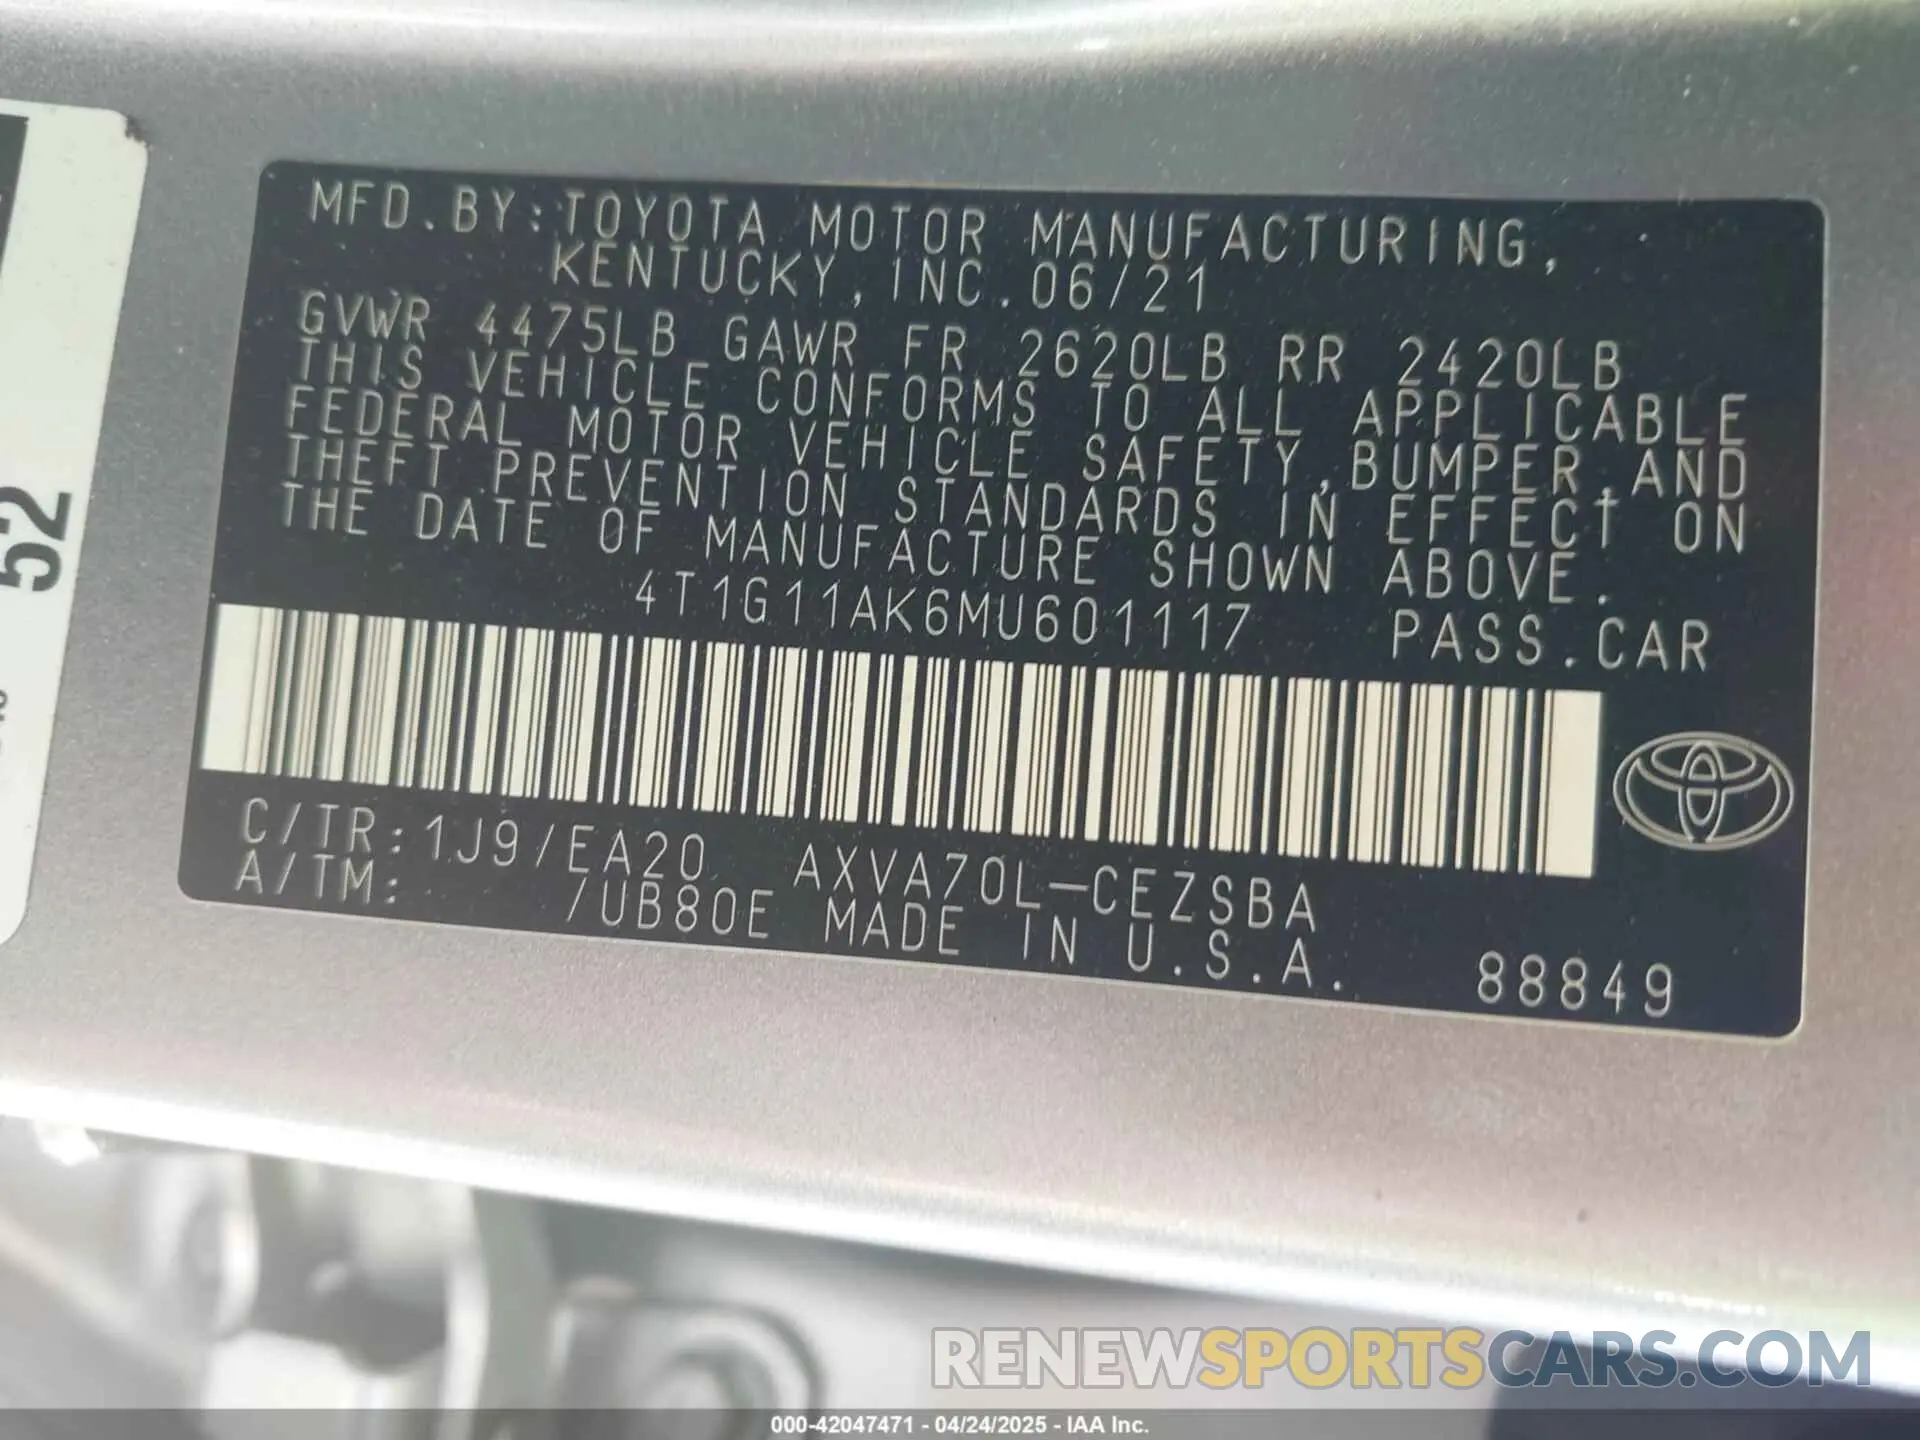 MFD.BY:TOYOTA MOTOR MANUFACTURING,
KENTUCKY, INC. 06/21
GVWR 4475LB GAWR FR 2620LB RR 2420LB
THIS VEHICLE CONFORMS TO ALL APPLICABLE
FEDERAL MOTOR VEHICLE SAFETY,BUMPER,AND
THEFT PREVENTION STANDARDS IN EFFECT ON
THE DATE OF MANUFACTURE SHOWN ABOVE.
4T1G11AK6MU601117 PASS.CAR
C/TR:1J9/EA20 AXVA70L-CEZSBA
A/TM: /UB80E MADE IN U.S.A. 88849
52
RENEWSPORTSCARS.COM
000-42047471 - 04/24/2025 - IAA Inc.